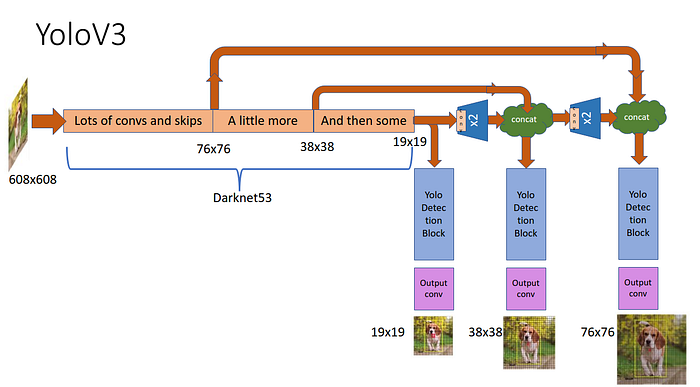 YoloV3
Lots of convs and skips
A little more
And then some
x2
concat
x2
concat
76x76
38x38
19x19
608x608
Darknet53
Yolo
Detec
tion
Block
Yolo
Detec
tion
Block
Yolo
Detec
tion
Block
Output
conv
Output
conv
Output
conv
19x19
38x38
76x76